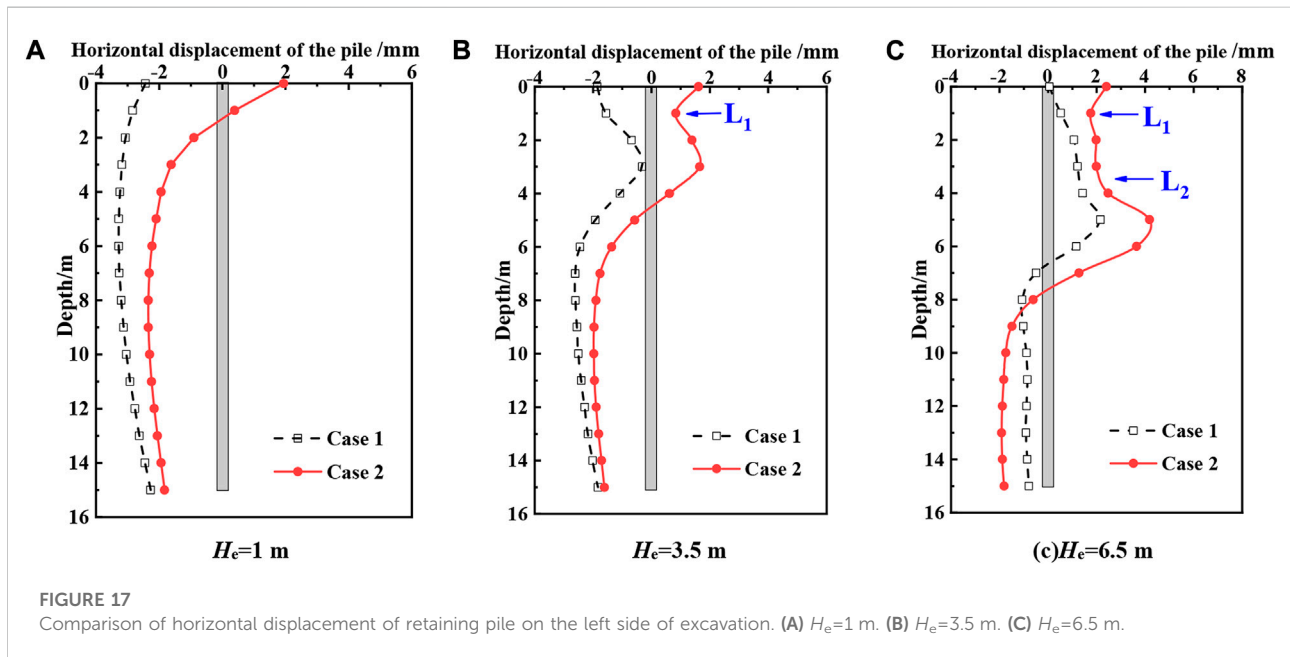 A
Horizontal displacement of the pile /mm
−4 −2 0 2 4 6
0
2
4
6
8
10
12
14
16
Depth/m
Case 1
Case 2
He=1 m
B
Horizontal displacement of the pile /mm
−4 −2 0 2 4 6
0
2
4
6
8
10
12
14
16
Depth/m
L1
Case 1
Case 2
He=3.5 m
C
Horizontal displacement of the pile /mm
−4 −2 0 2 4 6 8
0
2
4
6
8
10
12
14
16
Depth/m
L1
L2
Case 1
Case 2
(c)He=6.5 m
FIGURE 17
Comparison of horizontal displacement of retaining pile on the left side of excavation. (A) He=1 m. (B) He=3.5 m. (C) He=6.5 m.